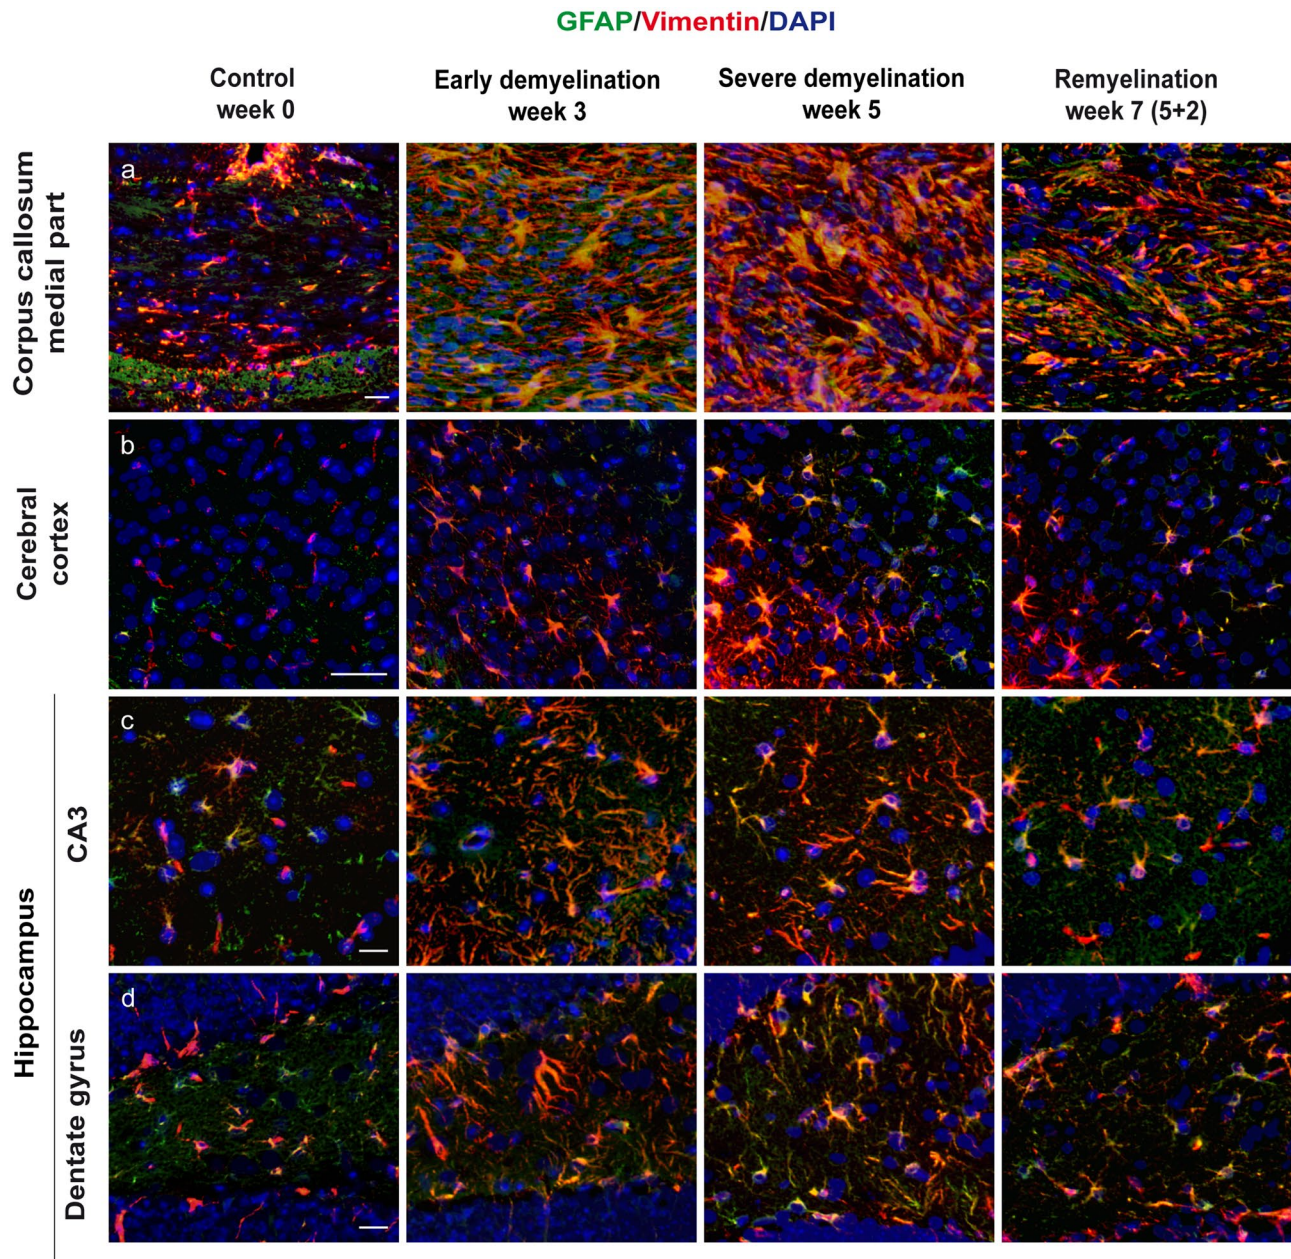 GFAP/Vimentin/DAPI
Control
week 0
Early demyelination
week 3
Severe demyelination
week 5
Remyelination
week 7 (5+2)
Corpus callosum
medial part
a
Cerebral
cortex
b
Hippocampus
CA3
c
Dentate gyrus
d